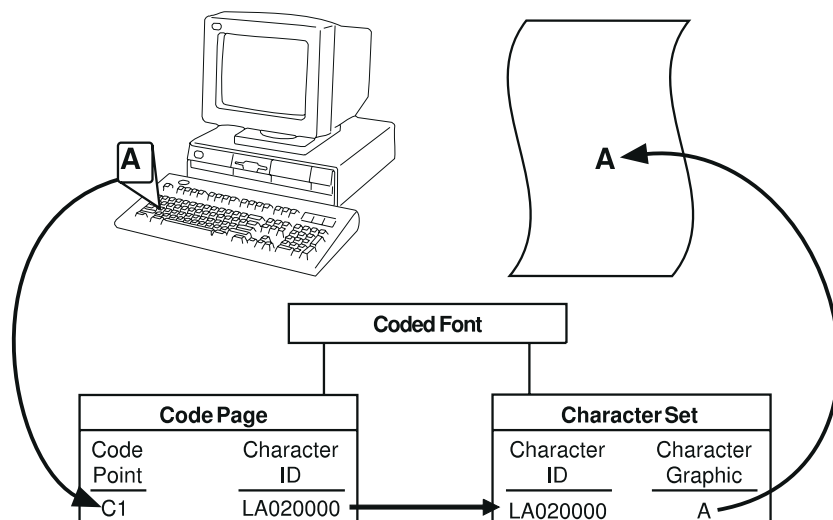 A
A
Coded Font
Code Page
Code Point
Character ID
C1
LA020000
Character Set
Character ID
Character Graphic
LA020000
A